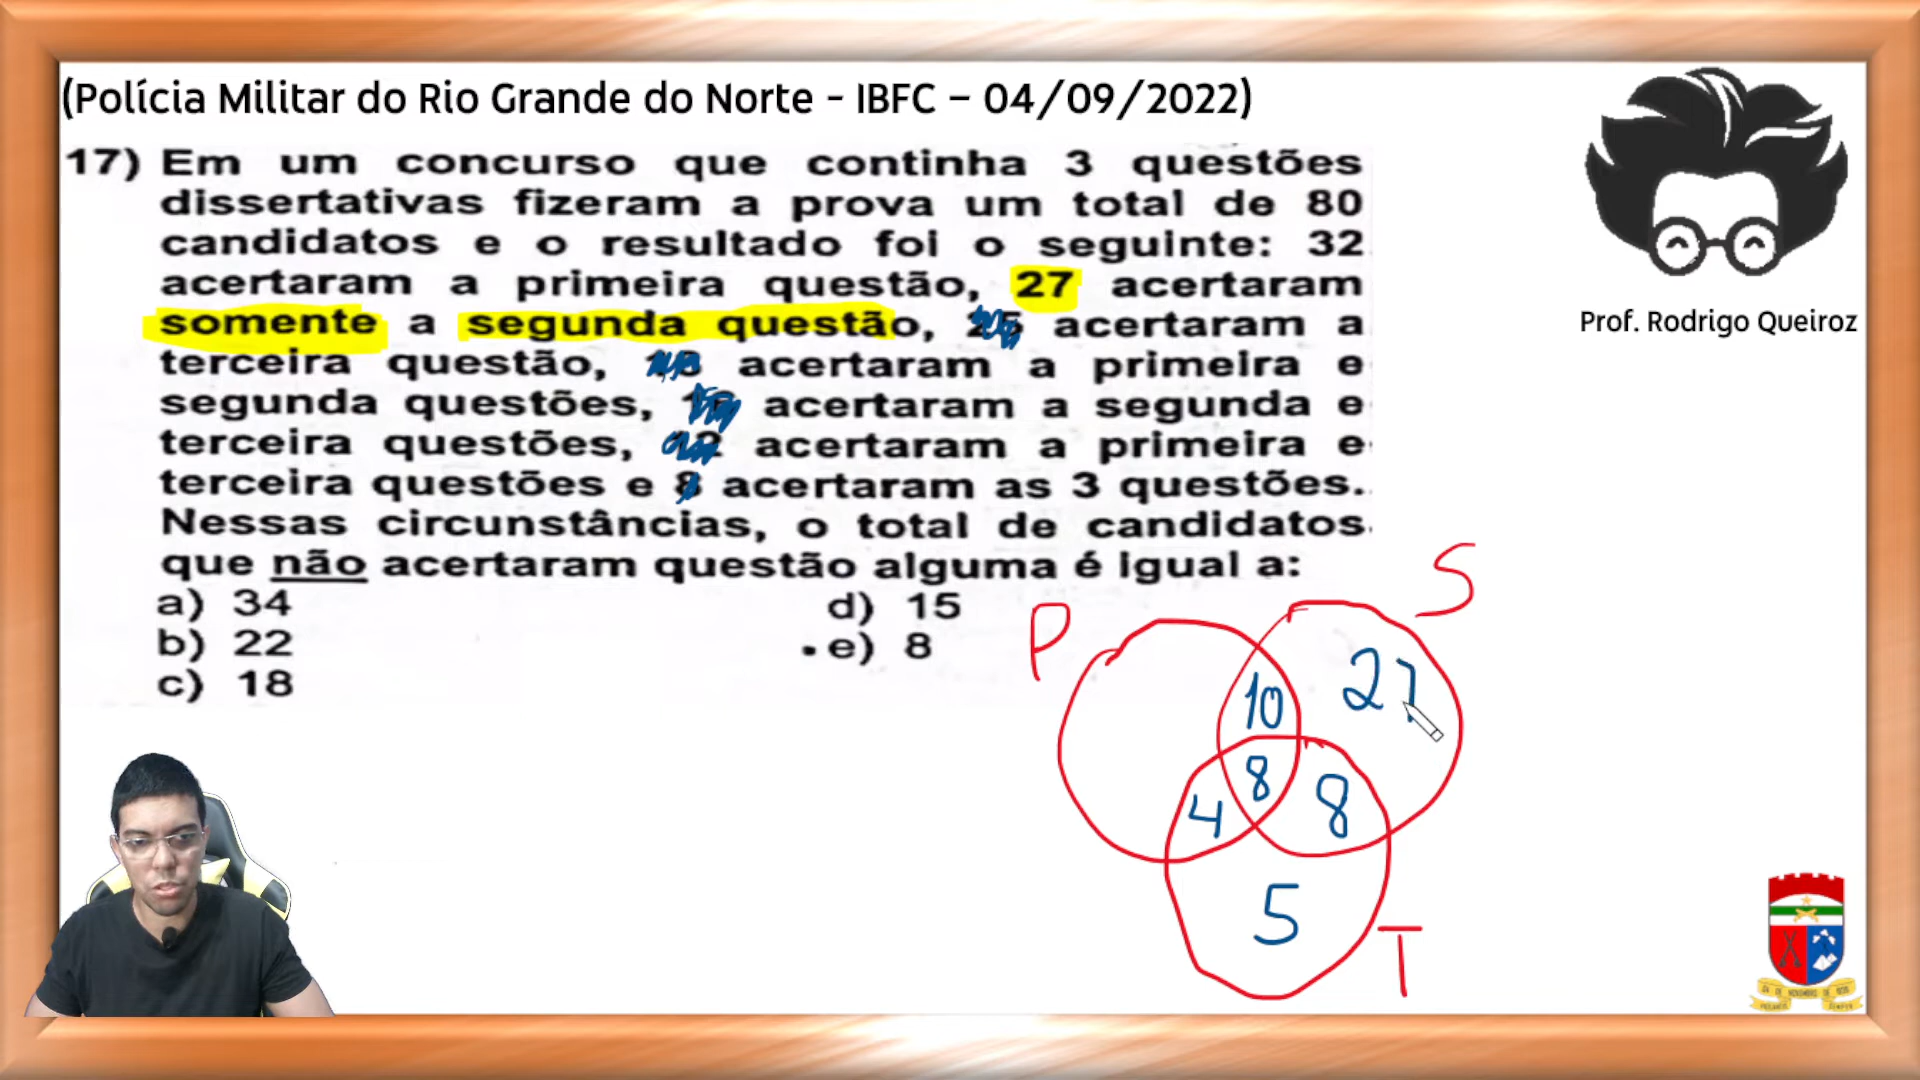 (Polícia Militar do Rio Grande do Norte - IBFC – 04/09/2022)
17) Em um concurso que continha 3 questões
dissertativas fizeram a prova um total de 80
candidatos e o resultado foi o seguinte: 32
acertaram a primeira questão, 27 acertaram
somente a segunda questão, acertaram a
terceira questão, acertaram a primeira e
segunda questões, acertaram a segunda e
terceira questões, acertaram a primeira e
terceira questões e 8 acertaram as 3 questões.
Nessas circunstâncias, o total de candidatos
que não acertaram questão alguma é Igual a:
a) 34
b) 22
c) 18
d) 15
e) 8
Prof. Rodrigo Queiroz
P
S
10
27
8
4
8
5
T